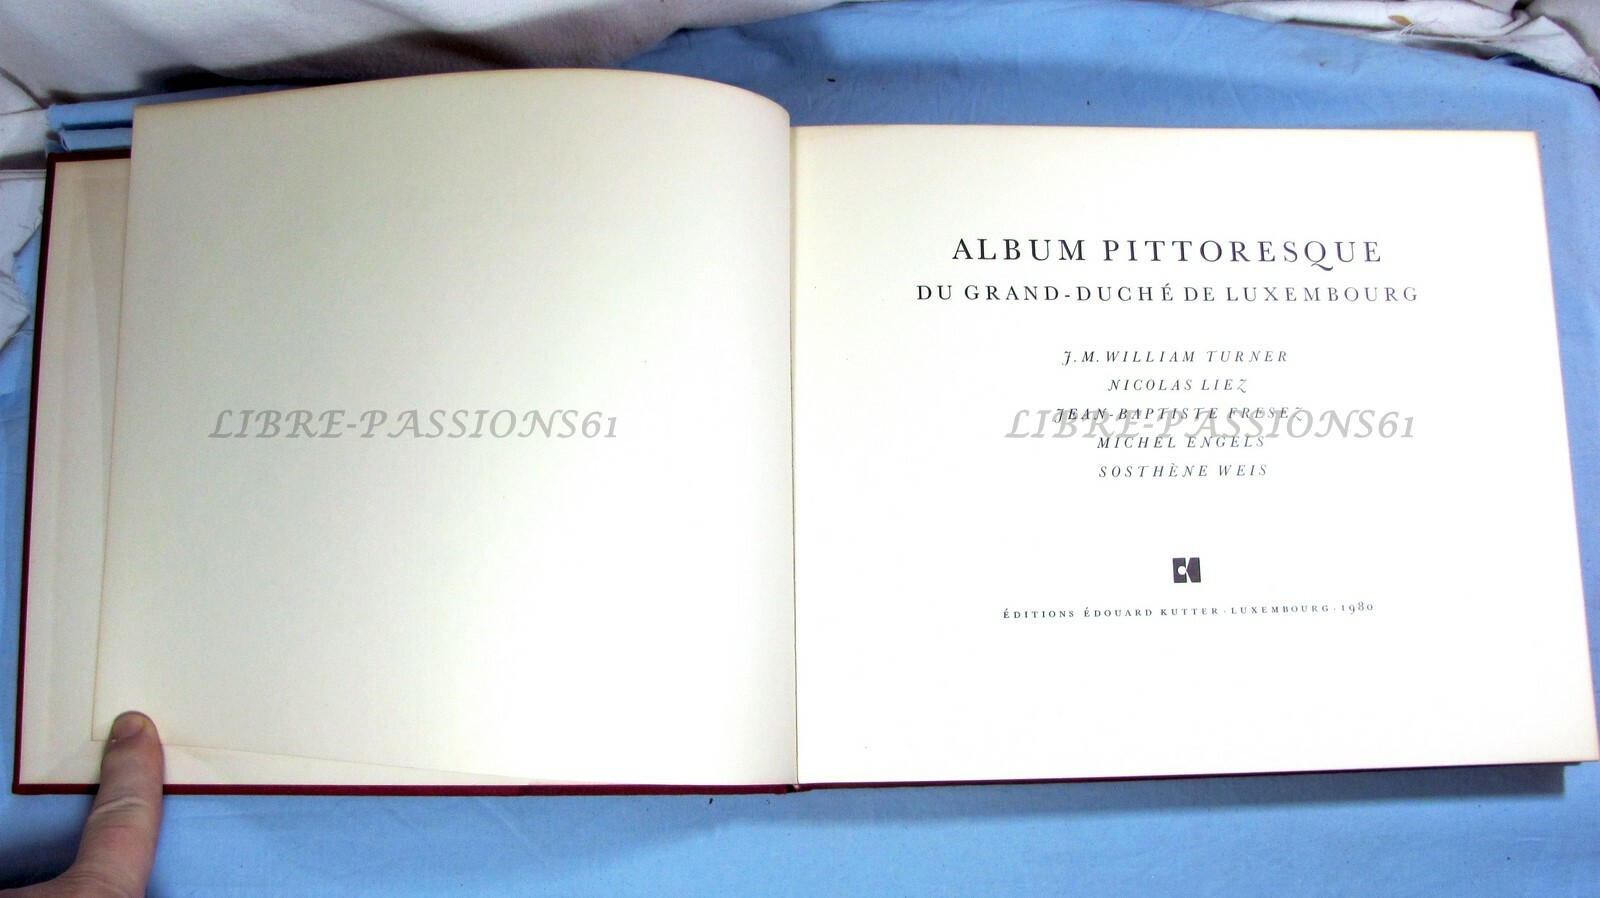 ALBUM PITTORESQUE
DU GRAND-DUCHÉ DE LUXEMBOURG
J. M. WILLIAM TURNER
NICOLAS LIEZ
JEAN-BAPTISTE FRESEZ
LIBRE-PASSIONS61
LIBRE-PASSIONS61
MICHEL ENGELS
SOSTHÈNE WEIS
ÉDITIONS ÉDOUARD KUTTER · LUXEMBOURG · 1980